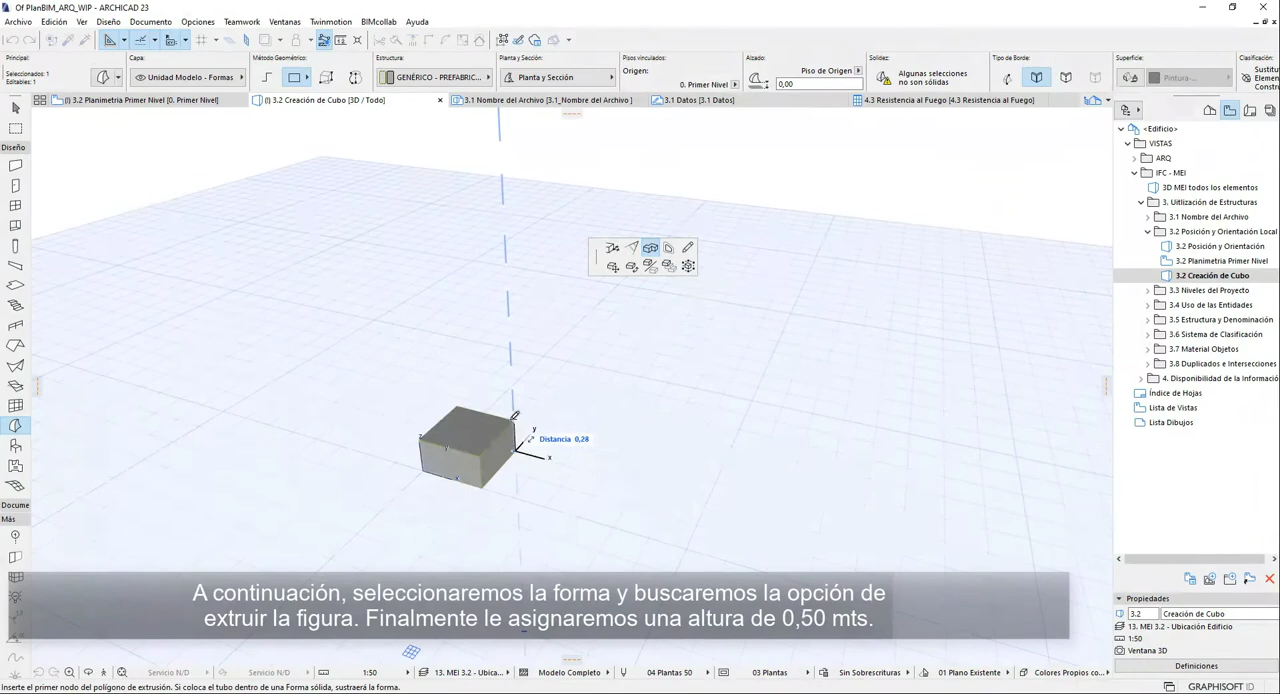 Of PlanBIM_ARQ_WIP - ARCHICAD 23
Archivo Edición Ver Diseño Documento Opciones Teamwork Ventanas Twinmotion BIMcollab Ayuda
Principal:
Seleccionados: 1
Editables: 1
Capa:
Unidad Modelo - Formas
Método Geométrico:
Estructura:
GENÉRICO - PREFABRIC...
Planta y Sección:
Planta y Sección
Pisos vinculados:
Origen:
0. Primer Nivel
Alzado:
Piso de Origen
0,00
Solidos:
Algunas selecciones
no son sólidas
Tipo de Borde:
Superficie:
Pintura-...
Clasificación
Sustitu
Elemen
Constru
(I) 3.2 Planimetria Primer Nivel [0. Primer Nivel]
(I) 3.2 Creación de Cubo [3D / Todo]
3.1 Nombre del Archivo [3.1_Nombre del Archivo ]
3.1 Datos [3.1 Datos]
4.3 Resistencia al Fuego [4.3 Resistencia al Fuego]
Diseño
Docume
Más
<Edificio>
VISTAS
ARQ
IFC - MEI
3D MEI todos los elementos
3. Uitlización de Estructuras
3.1 Nombre del Archivo
3.2 Posición y Orientación Local
3.2 Posición y Orientación
3.2 Planimetria Primer Nivel
3.2 Creación de Cubo
3.3 Niveles del Proyecto
3.4 Uso de las Entidades
3.5 Estructura y Denominación
3.6 Sistema de Clasificación
3.7 Material Objetos
3.8 Duplicados e Intersecciones
4. Disponibilidad de la Informació
Índice de Hojas
Lista de Vistas
Lista Dibujos
y
Distancia 0,28
x
A continuación, seleccionaremos la forma y buscaremos la opción de
extruir la figura. Finalmente le asignaremos una altura de 0,50 mts.
Propiedades
3.2 Creación de Cubo
13. MEI 3.2 - Ubicación Edificio
1:50
Ventana 3D
Definiciones
Servicio N/D Servicio N/D 1:50 13. MEI 3.2 - Ubicac... Modelo Completo 04 Plantas 50 03 Plantas Sin Sobrescrituras 01 Plano Existente Colores Propios co...
Inserte el primer nodo del polígono de extrusión. Si coloca el tubo dentro de una Forma sólida, sustraerá la forma.
GRAPHISOFT ID